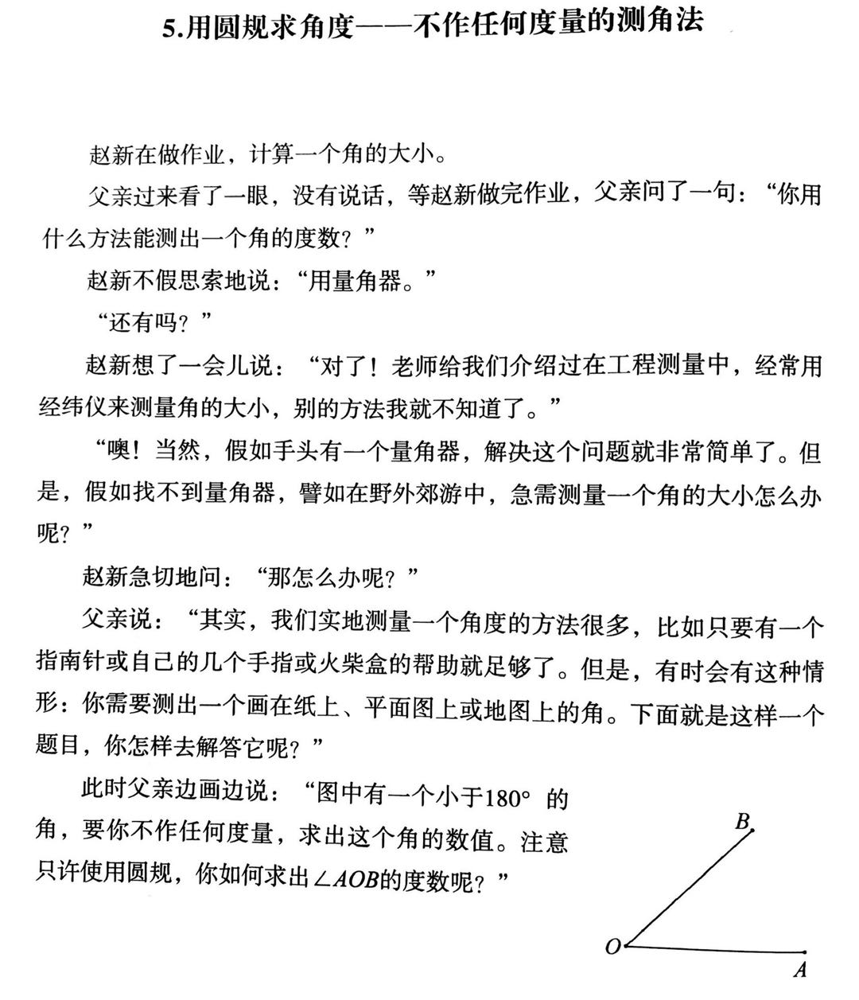 5.用圆规求角度——不作任何度量的测角法
赵新在做作业，计算一个角的大小。
父亲过来看了一眼，没有说话，等赵新做完作业，父亲问了一句：“你用
什么方法能测出一个角的度数？”
赵新不假思索地说：“用量角器。”
“还有吗？”
赵新想了一会儿说：“对了！老师给我们介绍过在工程测量中，经常用
经纬仪来测量角的大小，别的方法我就不知道了。”
“噢！当然，假如手头有一个量角器，解决这个问题就非常简单了。但
是，假如找不到量角器，譬如在野外郊游中，急需测量一个角的大小怎么办
呢？”
赵新急切地问：“那怎么办呢？”
父亲说：“其实，我们实地测量一个角度的方法很多，比如只要有一个
指南针或自己的几个手指或火柴盒的帮助就足够了。但是，有时会有这种情
形：你需要测出一个画在纸上、平面图上或地图上的角。下面就是这样一个
题目，你怎样去解答它呢？”
此时父亲边画边说：“图中有一个小于180°的
角，要你不作任何度量，求出这个角的数值。注意
只许使用圆规，你如何求出∠AOB的度数呢？”
B
O
A